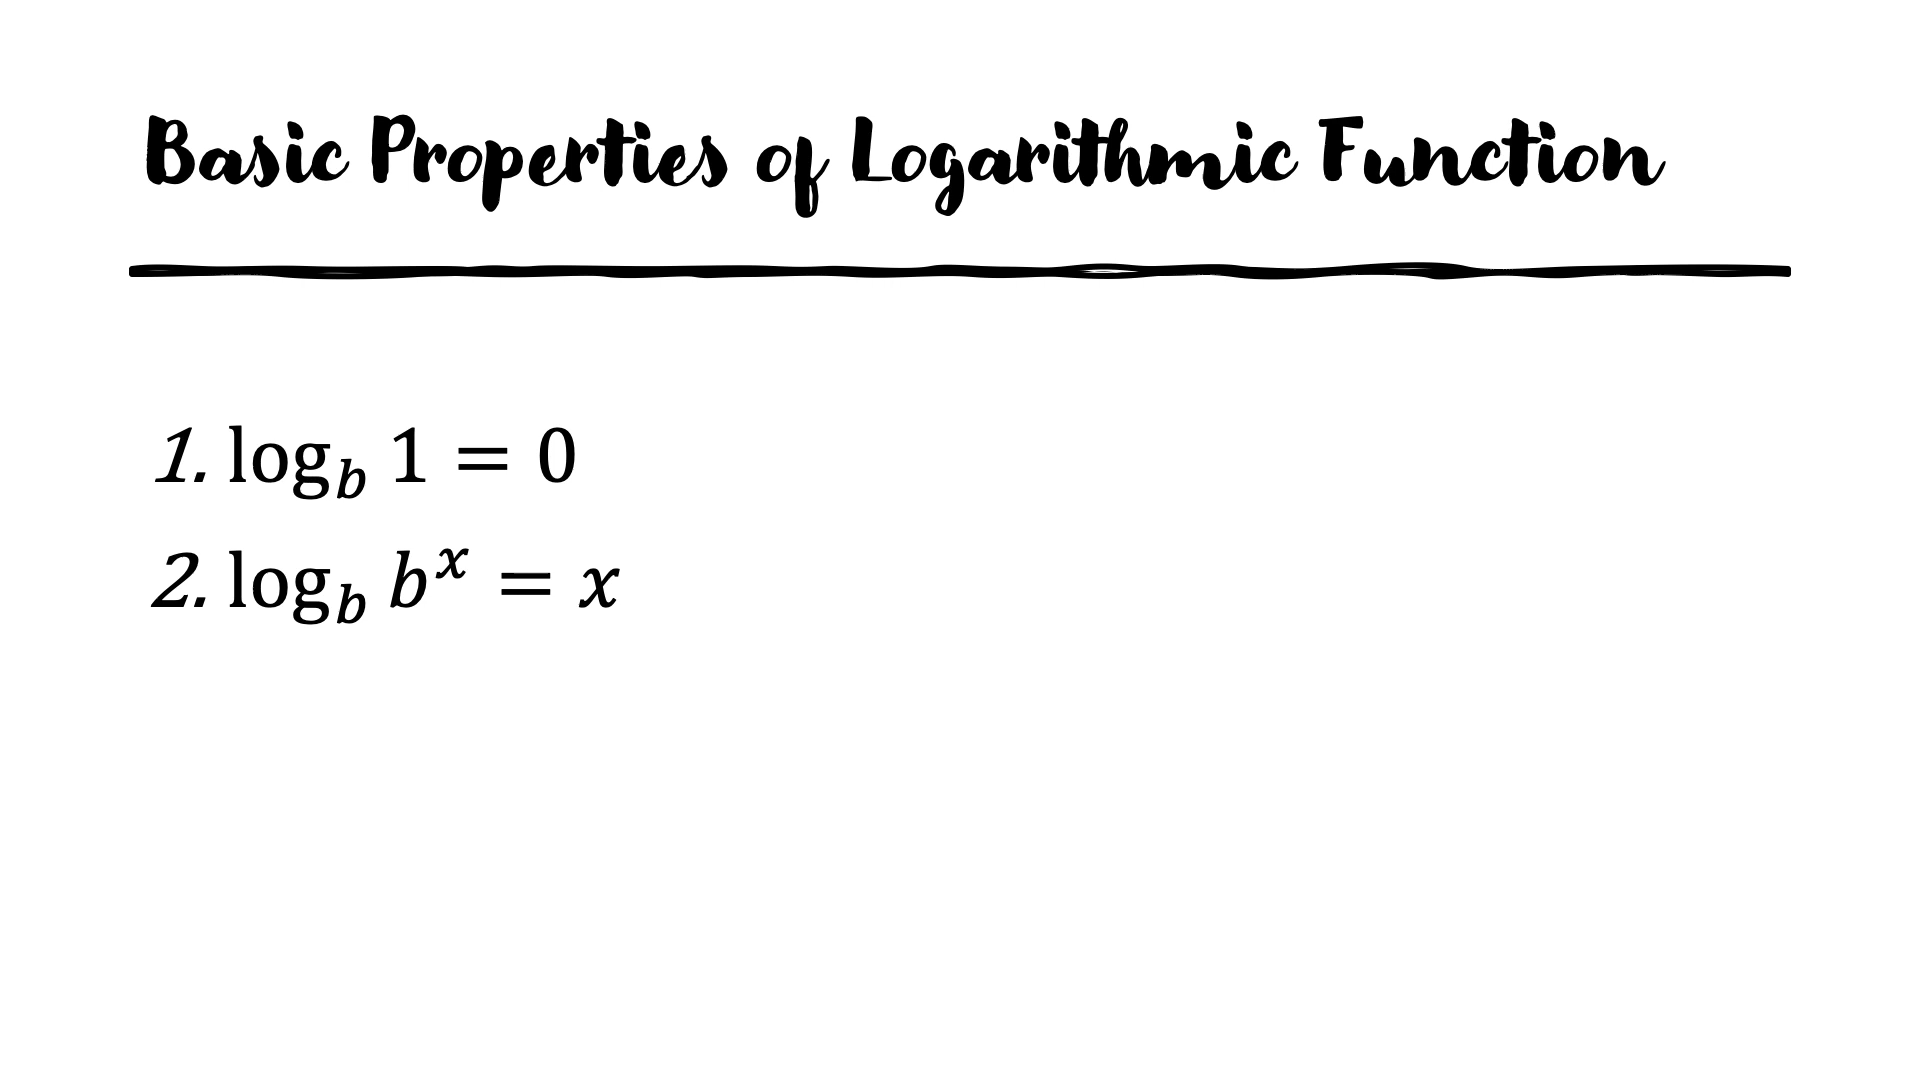 Basic Properties of Logarithmic Function
1. log_b 1 = 0
2. log_b b^x = x